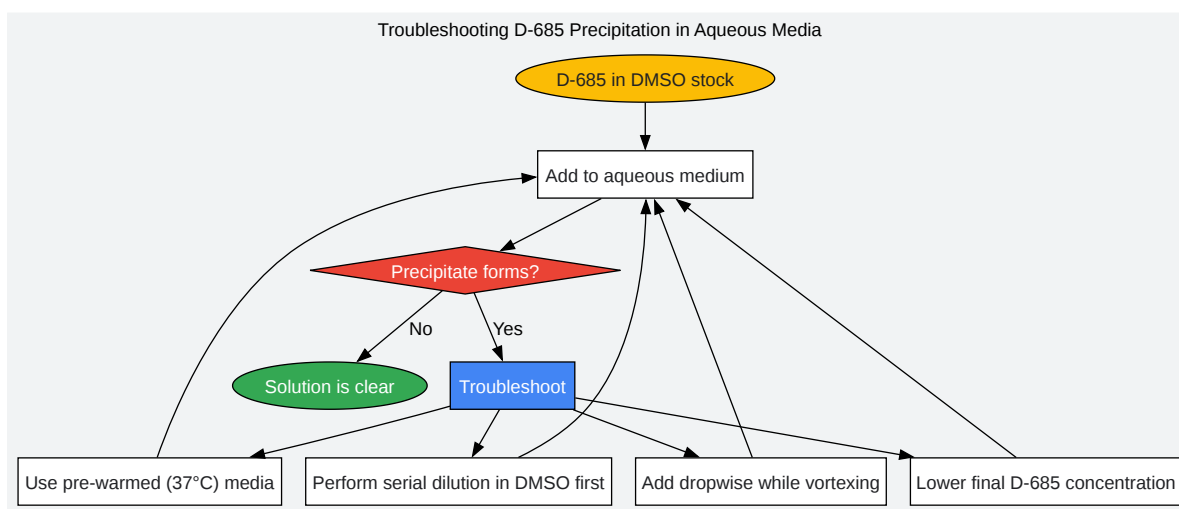 Troubleshooting D-685 Precipitation in Aqueous Media
D-685 in DMSO stock
Add to aqueous medium
Precipitate forms?
No
Yes
Solution is clear
Troubleshoot
Use pre-warmed (37°C) media
Perform serial dilution in DMSO first
Add dropwise while vortexing
Lower final D-685 concentration